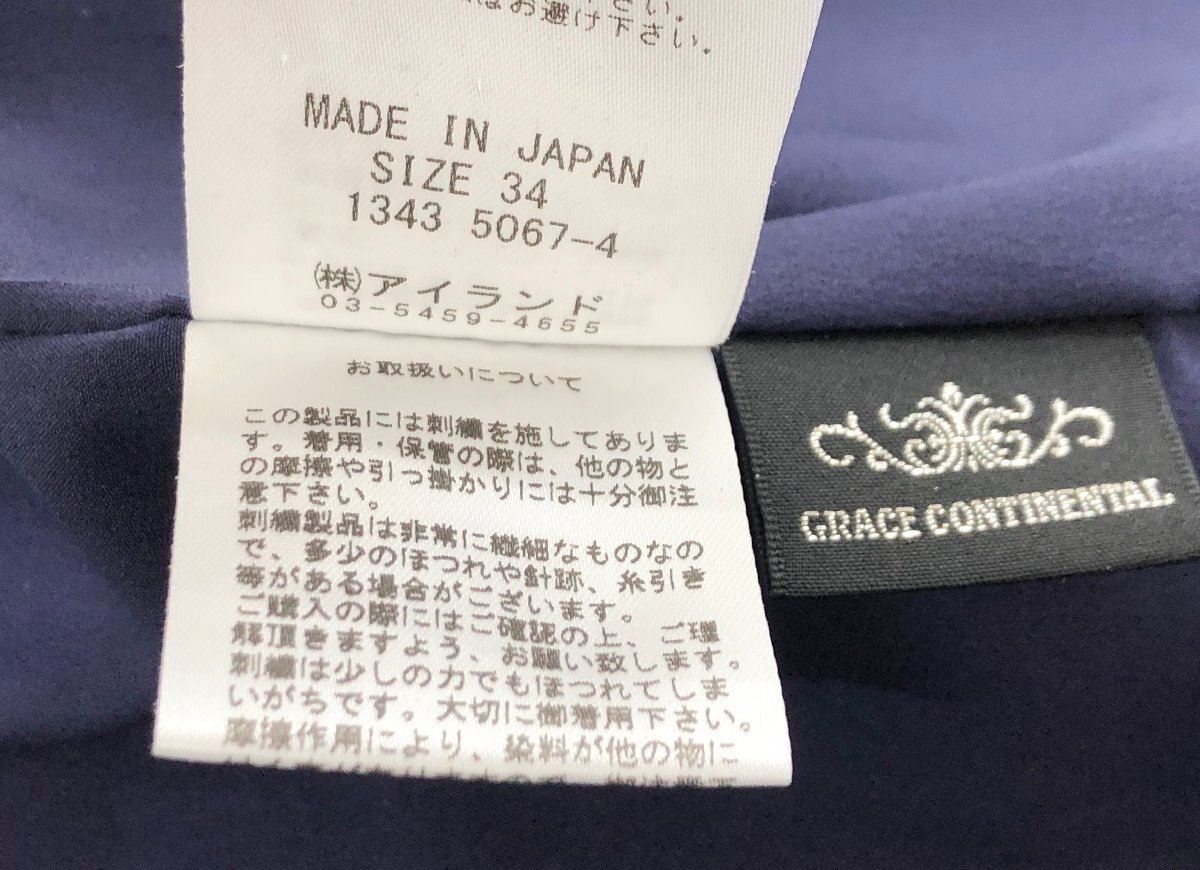 さい。
はお避け下さい。
MADE IN JAPAN
SIZE 34
1343 5067-4
(株)アイランド
03-5459-4655
お取扱いについて
この製品には刺繍を施してありま
す。着用・保管の際は、他の物と
の摩擦や引っ掛かりには十分御注
意下さい。
刺繍製品は非常に繊細なものなの
で、多少のほつれや針跡、糸引き
等がある場合がございます。
ご購入の際にはご確認の上、ご理
解頂きますよう、お願い致します。
刺繍は少しの力でもほつれてしま
いがちです。大切に御着用下さい。
摩擦作用により、染料が他の物に
GRACE CONTINENTAL